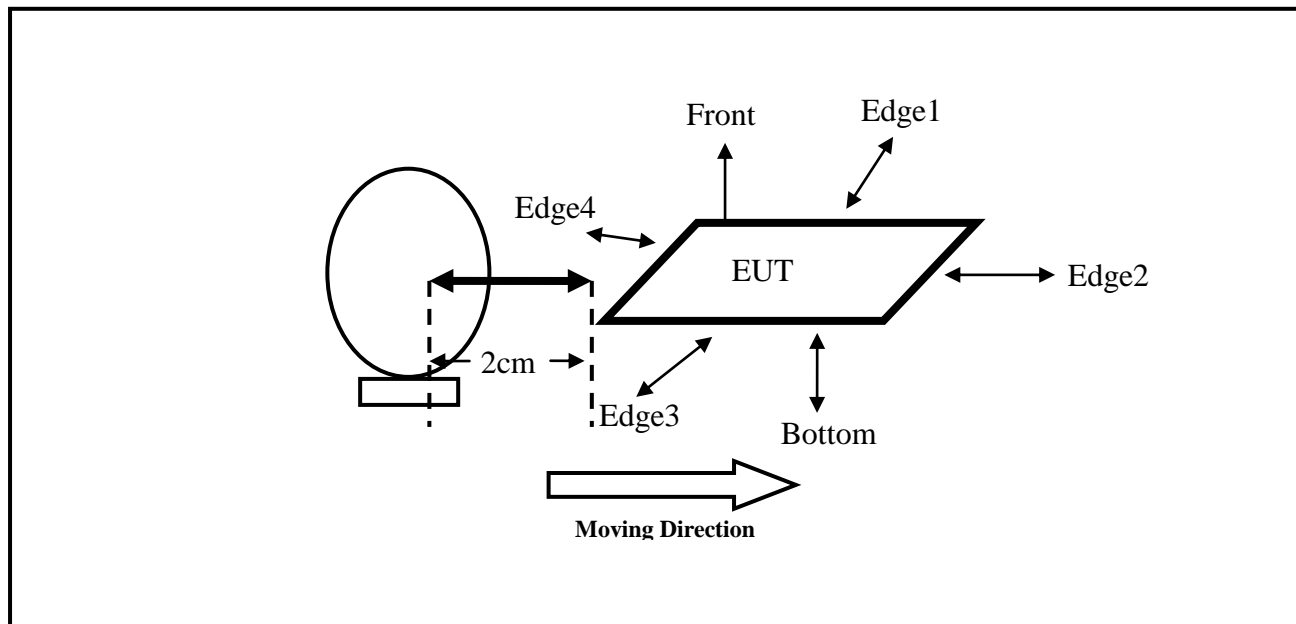 Front
Edge1
Edge4
EUT
Edge2
2cm
Edge3
Bottom
Moving Direction